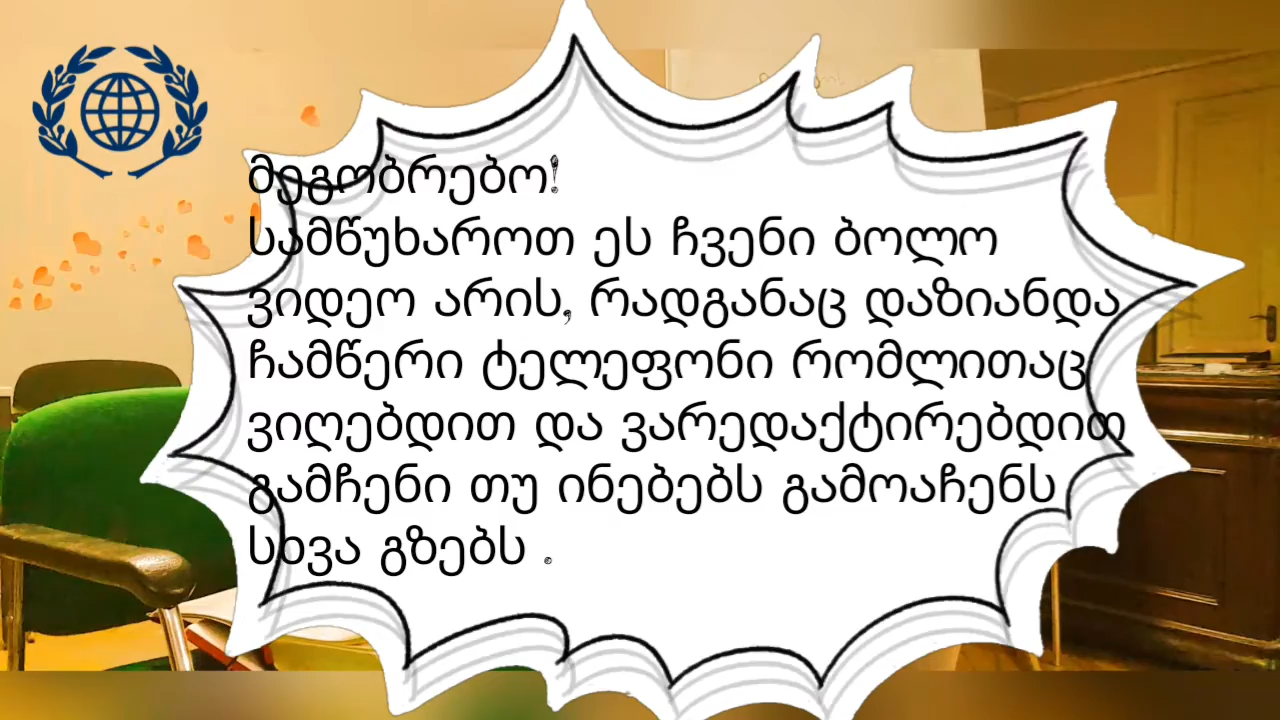 მეგობრებო!
სამწუხაროთ ეს ჩვენი ბოლო
ვიდეო არის, რადგანაც დაზიანდა
ჩამწერი ტელეფონი რომლითაც
ვიღებდით და ვარედაქტირებდით
გამჩენი თუ ინებებს გამოაჩენს
სხვა გზებს .